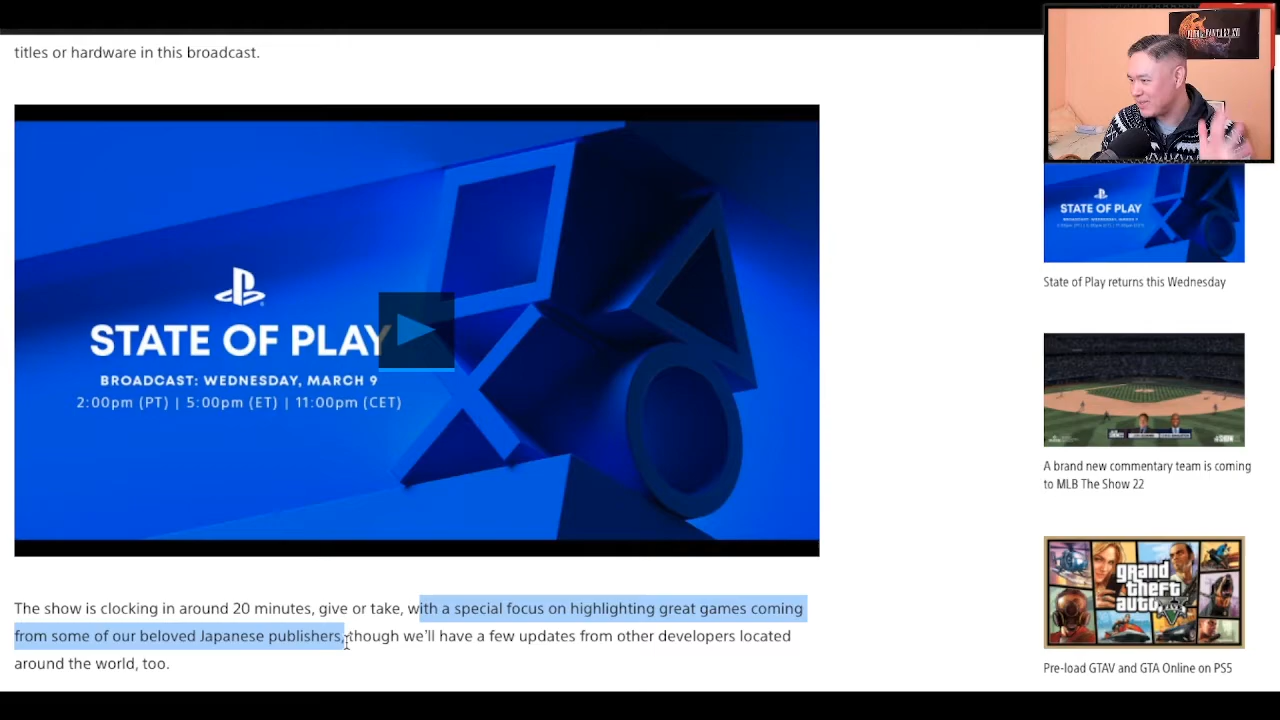 titles or hardware in this broadcast.
STATE OF PLAY
BROADCAST: WEDNESDAY, MARCH 9
2:00pm (PT) | 5:00pm (ET) | 11:00pm (CET)
The show is clocking in around 20 minutes, give or take, with a special focus on highlighting great games coming
from some of our beloved Japanese publishers, though we'll have a few updates from other developers located
around the world, too.
STATE OF PLAY
State of Play returns this Wednesday
A brand new commentary team is coming
to MLB The Show 22
grand
theft
auto V
Pre-load GTAV and GTA Online on PS5